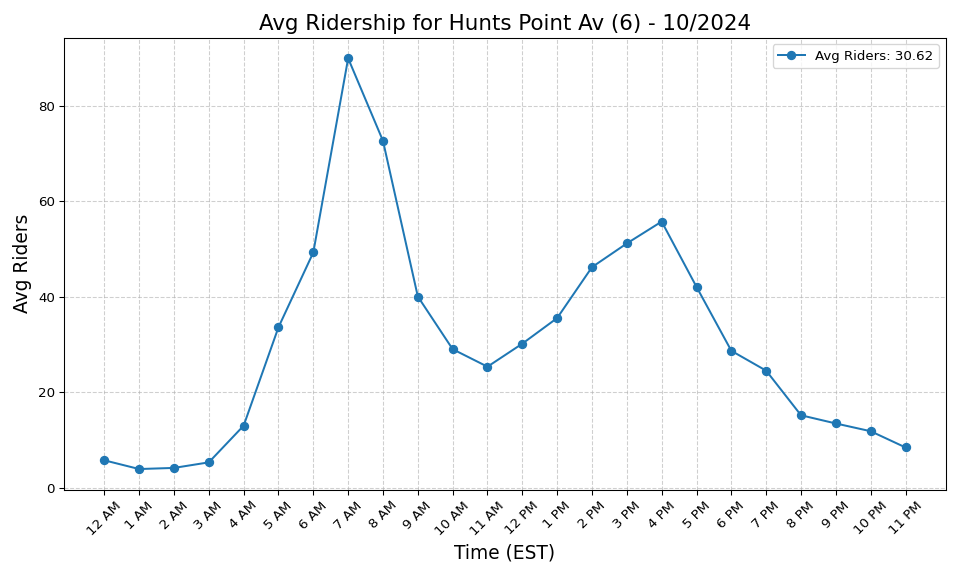 Avg Ridership for Hunts Point Av (6) - 10/2024
Avg Riders: 30.62
Avg Riders
80
60
40
20
0
12 AM
1 AM
2 AM
3 AM
4 AM
5 AM
6 AM
7 AM
8 AM
9 AM
10 AM
11 AM
12 PM
1 PM
2 PM
3 PM
4 PM
5 PM
6 PM
7 PM
8 PM
9 PM
10 PM
11 PM
Time (EST)